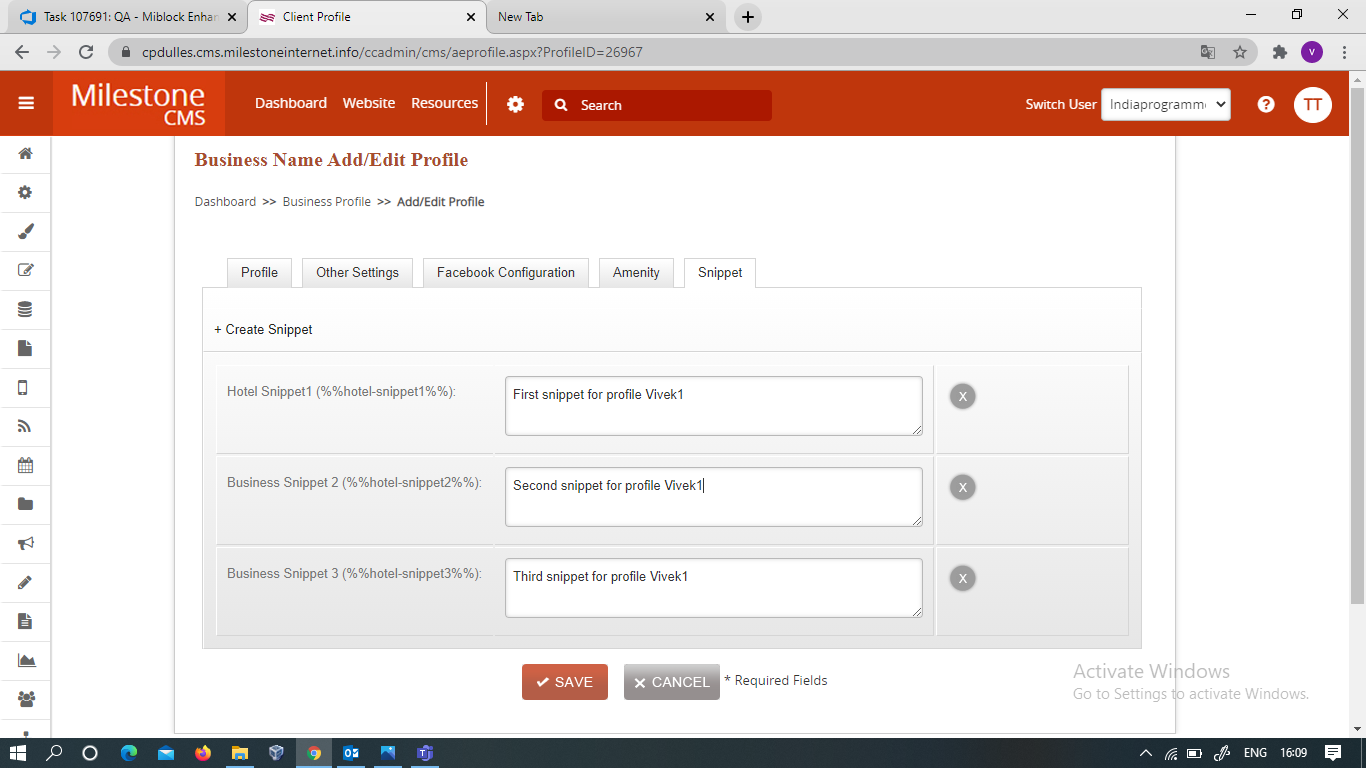 Task 107691: QA - Miblock Enhan
Client Profile
New Tab
cpdulles.cms.milestoneinternet.info/ccadmin/cms/aeprofile.aspx?ProfileID=26967
V
Milestone
CMS
Dashboard
Website
Resources
Search
Switch User
Indiaprogramm
?
TT
Business Name Add/Edit Profile
Dashboard >> Business Profile >> Add/Edit Profile
Profile
Other Settings
Facebook Configuration
Amenity
Snippet
+ Create Snippet
Hotel Snippet1 (%%hotel-snippet1%%):
First snippet for profile Vivek1
X
Business Snippet 2 (%%hotel-snippet2%%):
Second snippet for profile Vivek1
X
Business Snippet 3 (%%hotel-snippet3%%):
Third snippet for profile Vivek1
X
SAVE
CANCEL
* Required Fields
Activate Windows
Go to Settings to activate Windows.
ENG
16:09